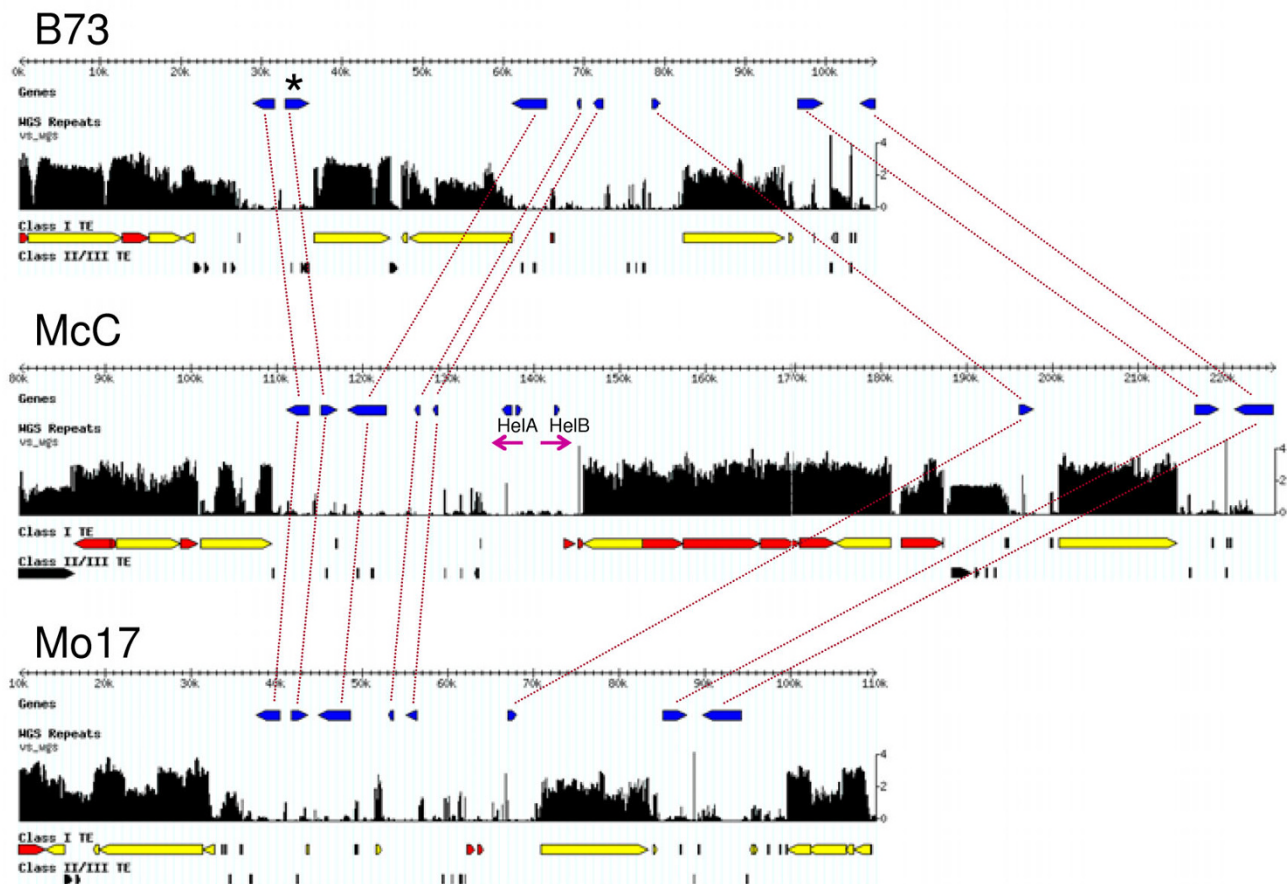 B73
0k 10k 20k 30k 40k 50k 60k 70k 80k 90k 100k
*
Genes
WGS Repeats
vs_wgs
4
2
0
Class I TE
Class II/III TE
McC
80k 90k 100k 110k 120k 130k 140k 150k 160k 170k 180k 190k 200k 210k 220k
Genes
HelA HelB
WGS Repeats
vs_wgs
4
2
0
Class I TE
Class II/III TE
Mo17
10k 20k 30k 40k 50k 60k 70k 80k 90k 100k 110k
Genes
WGS Repeats
vs_wgs
4
2
0
Class I TE
Class II/III TE